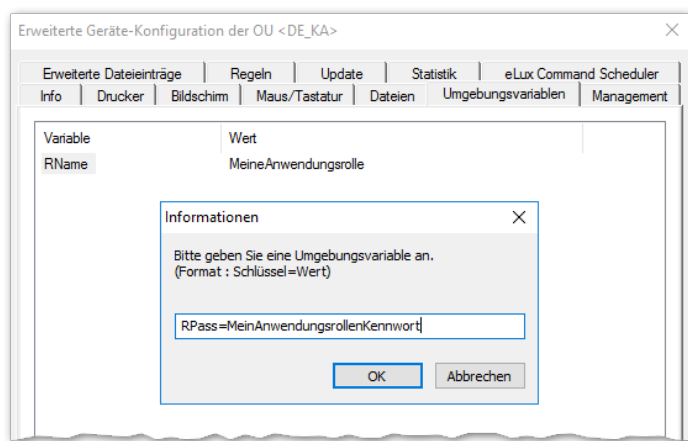 Erweiterte Geräte-Konfiguration der OU <DE_KA>
Erweiterte Dateieinträge Regeln Update Statistik eLux Command Scheduler
Info Drucker Bildschirm Maus/Tastatur Dateien Umgebungsvariablen Management
Variable Wert
RName MeineAnwendungsrolle
Informationen
Bitte geben Sie eine Umgebungsvariable an.
(Format : Schlüssel=Wert)
RPass=MeinAnwendungsrollenKennwort
OK Abbrechen